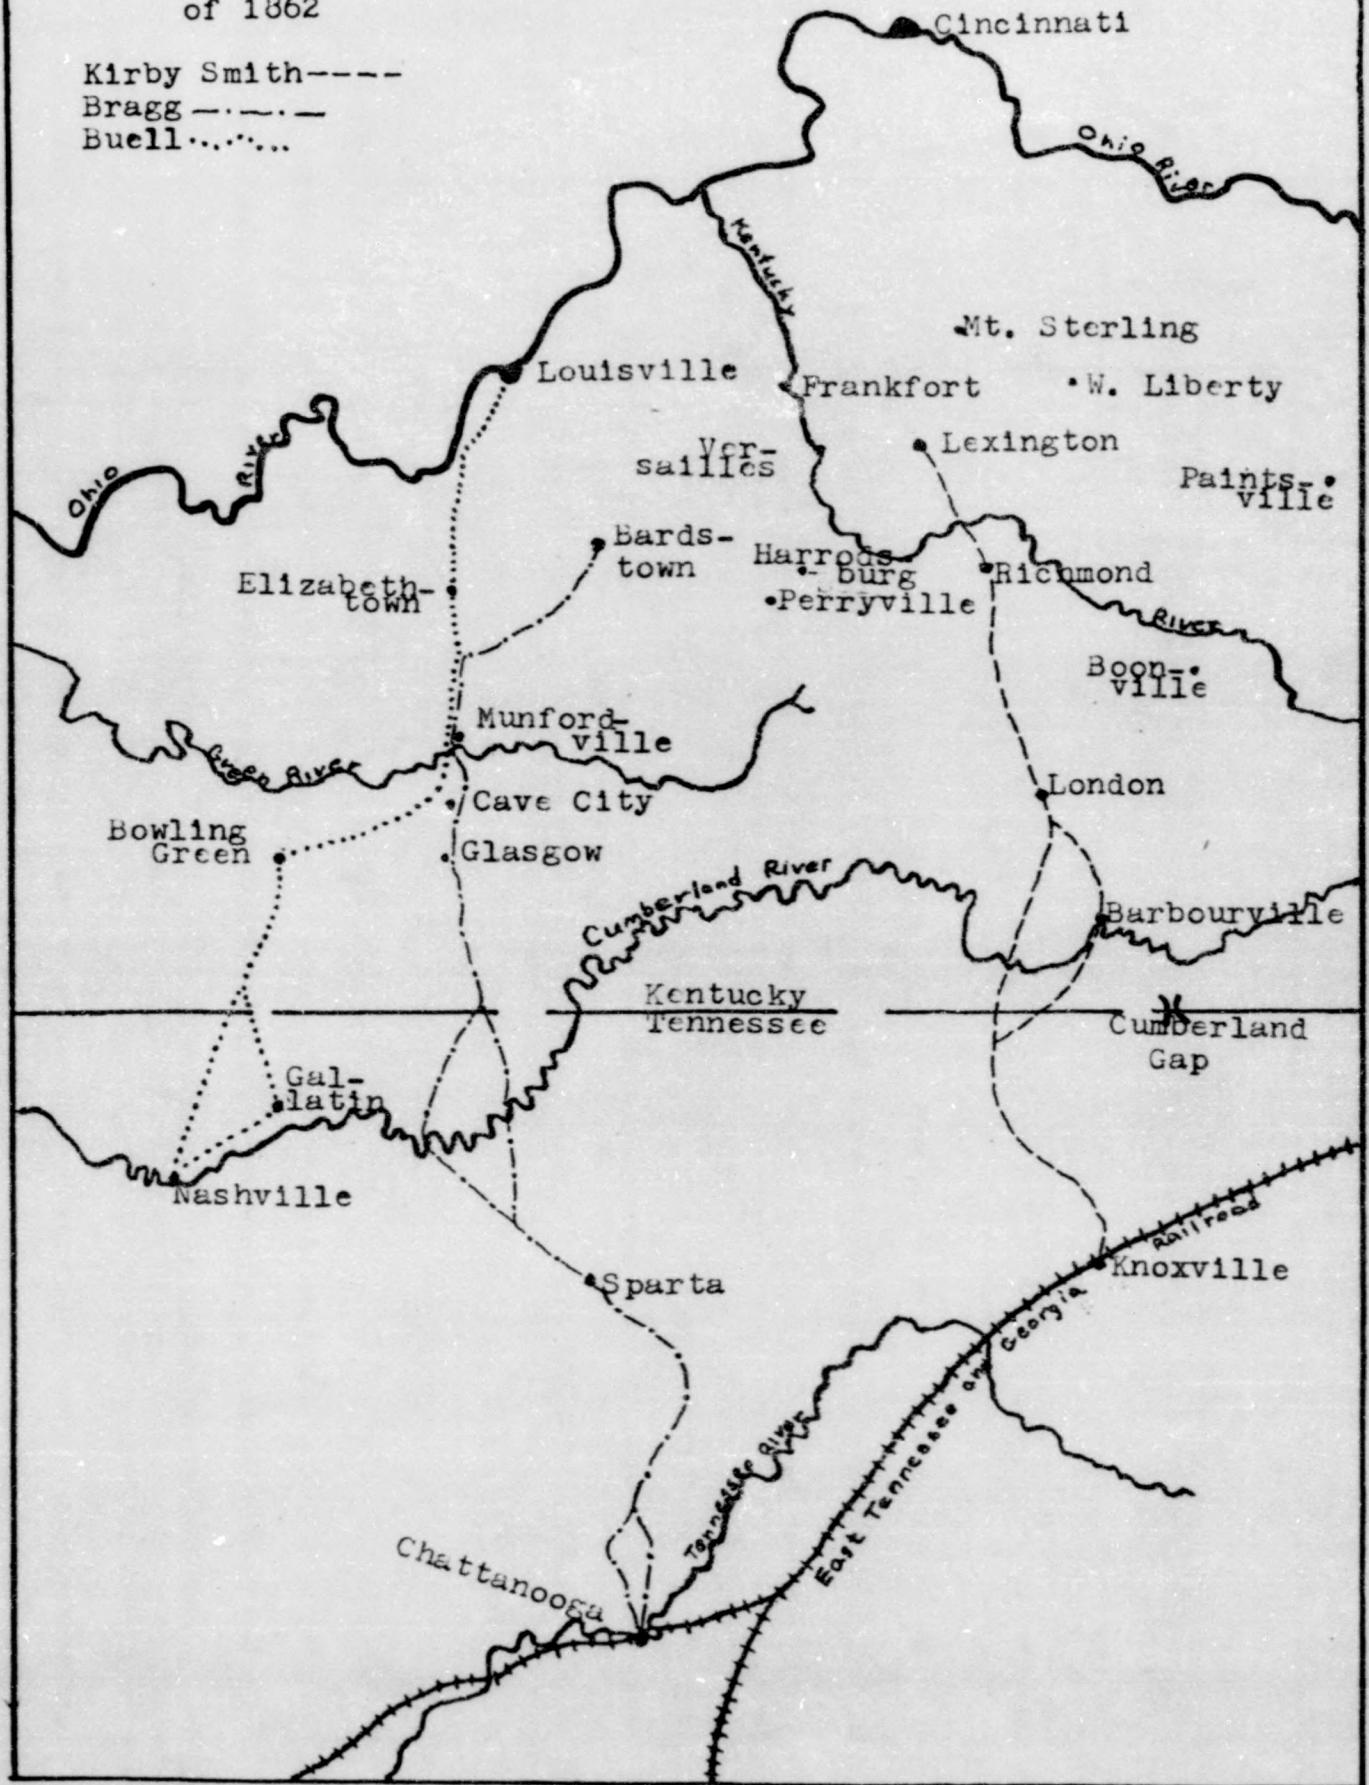 of 1862
Kirby Smith----
Bragg —.—.—
Buell.........
Cincinnati
Ohio River
Kentucky
Mt. Sterling
Louisville
Frankfort
W. Liberty
Lexington
Ver-
sailles
Paints-
ville
Ohio River
Bards-
town
Harrods-
burg
Richmond
Elizabeth-
town
Perryville
River
Boon-
ville
Munford-
ville
Green River
London
Cave City
Bowling
Green
Glasgow
Cumberland River
Barbourville
Kentucky
Tennessee
Cumberland
Gap
Gal-
latin
Nashville
Railroad
Knoxville
Sparta
East Tennessee and Georgia
Tennessee River
Chattanooga